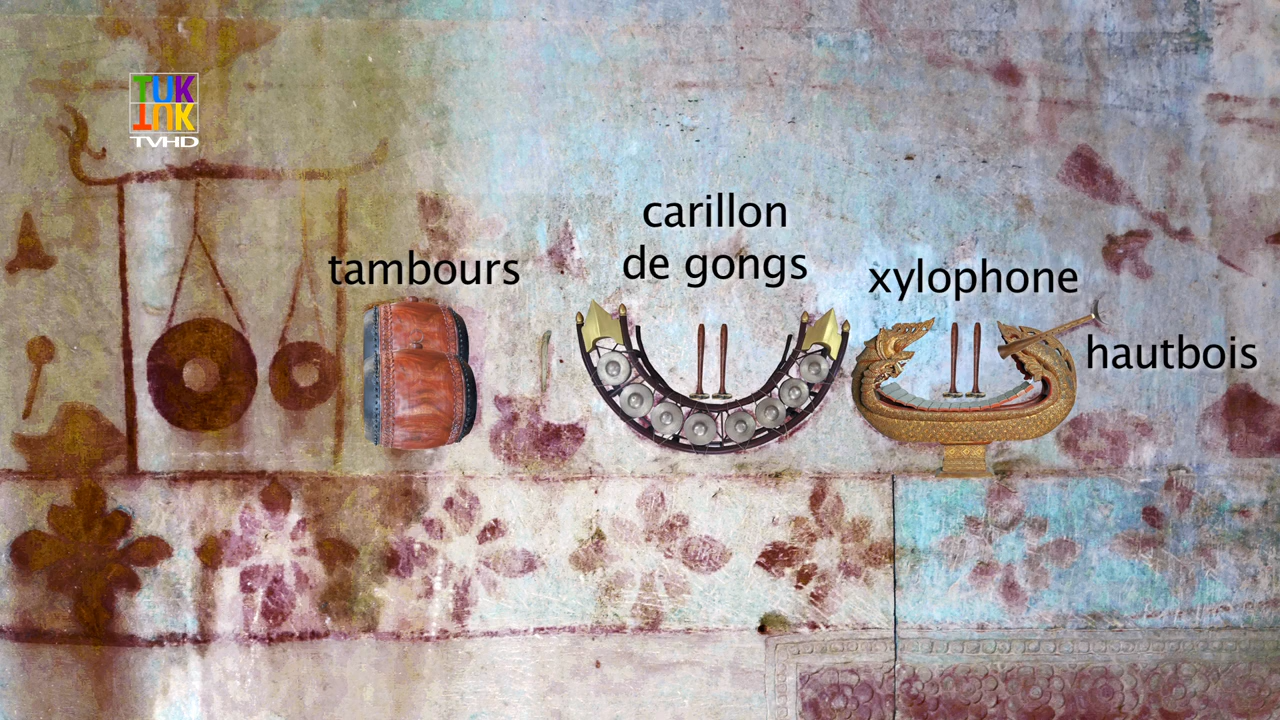 TUK
TUK
TVHD
carillon
de gongs
tambours
xylophone
hautbois